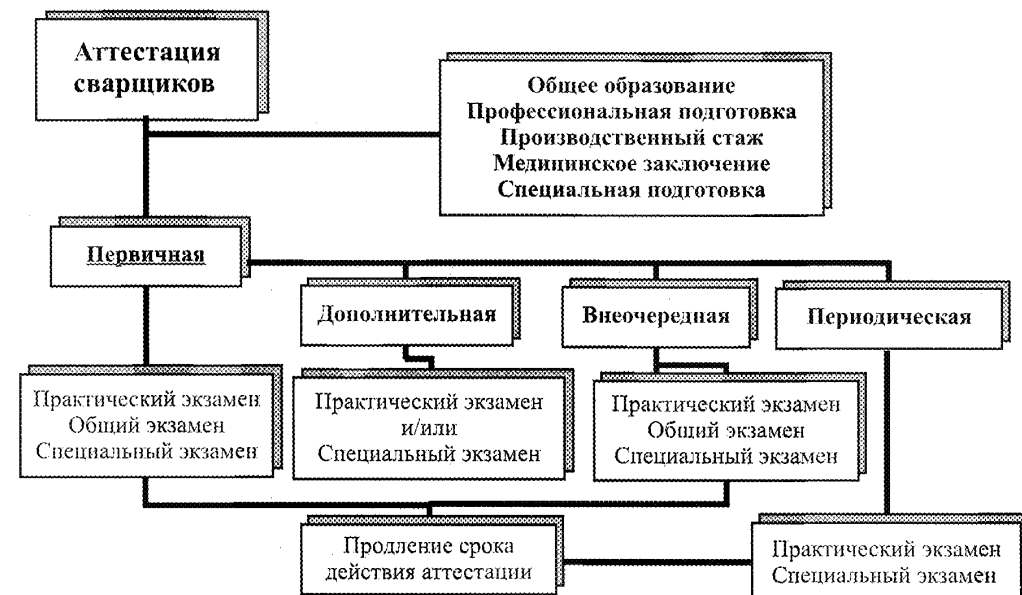 Аттестация
сварщиков
Общее образование
Профессиональная подготовка
Производственный стаж
Медицинское заключение
Специальная подготовка
Первичная
Дополнительная
Внеочередная
Периодическая
Практический экзамен
Общий экзамен
Специальный экзамен
Практический экзамен
и/или
Специальный экзамен
Практический экзамен
Общий экзамен
Специальный экзамен
Продление срока
действия аттестации
Практический экзамен
Специальный экзамен